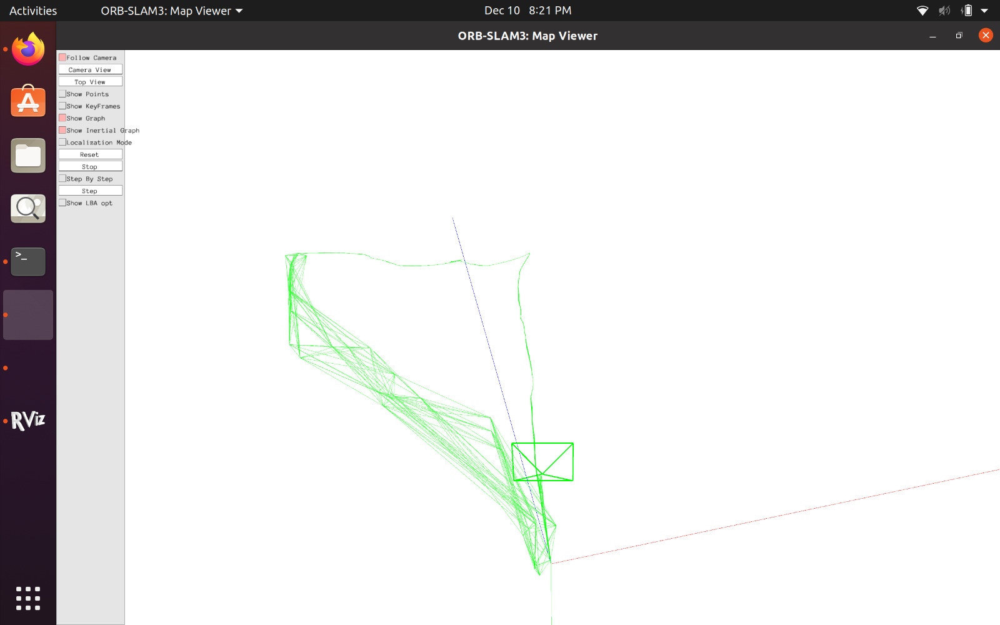 Activities
ORB-SLAM3: Map Viewer
Dec 10 8:21 PM
ORB-SLAM3: Map Viewer
Follow Camera
Camera View
Top View
Show Points
Show KeyFrames
Show Graph
Show Inertial Graph
Localization Mode
Reset
Stop
Step By Step
Step
Show LBA opt
>_
RViz